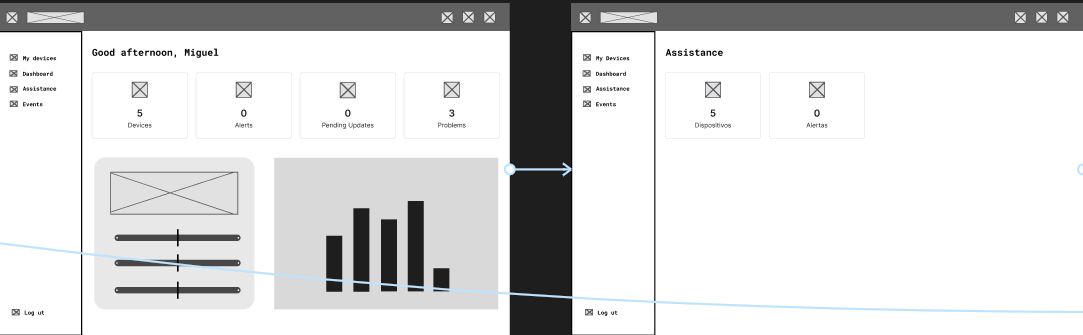 Good afternoon, Miguel
My devices
Dashboard
Assistance
Events
5
Devices
0
Alerts
0
Pending Updates
3
Problems
Log ut
Assistance
My Devices
Dashboard
Assistance
Events
5
Dispositivos
0
Alertas
Log ut